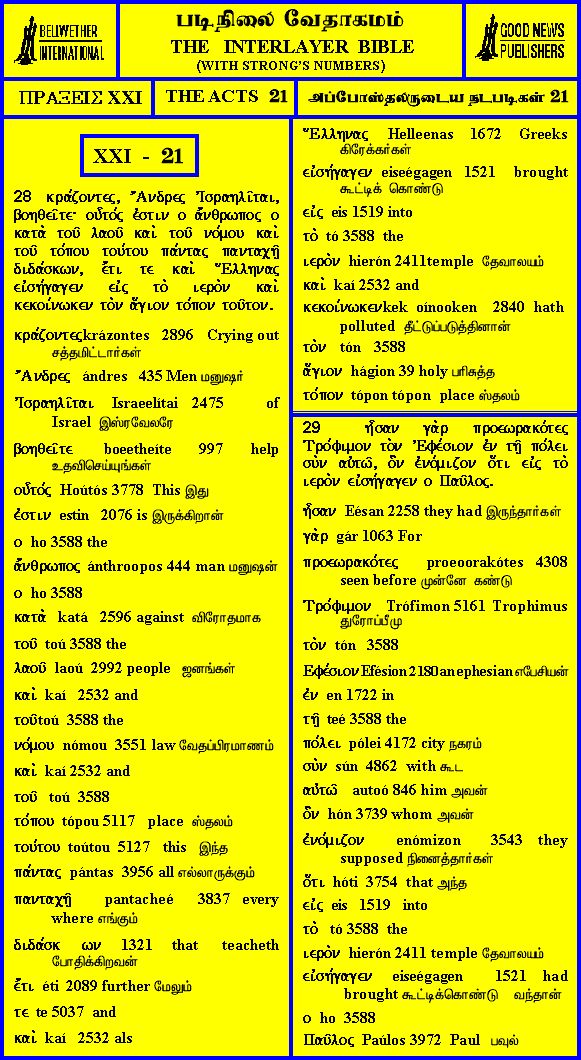 BELIWETHER
INTERNATIONAL
படிநிலை வேதாகமம்
THE INTERLAYER BIBLE
(WITH STRONG'S NUMBERS)
GOOD NEWS
PUBLISHERS
ΠΡΑΞΕΙΣ XXI
THE ACTS 21
அப்போஸ்தலருடைய நடபடிகள் 21
XXI - 21
28 κράζοντες, Ἄνδρες Ἰσραηλῖται,
βοηθεῖτε· οὗτός ἐστιν ο ἄνθρωπος ο
κατὰ τοῦ λαοῦ καὶ τοῦ νόμου καὶ
τοῦ τόπου τούτου πάντας πανταχῆ
διδάσκων, ἔτι τε καὶ Ἕλληνας
εἰσήγαγεν εἰς τὸ ιερὸν καὶ
κεκοίνωκεν τὸν ἅγιον τόπον τοῦτον.
κράζοντεςkrázontes 2896 Crying out
சத்தமிட்டார்கள்
Ἄνδρες ándres 435 Men மனுஷர்
Ἰσραηλῖται Israeelítai 2475 of
Israel இஸ்ரவேலரே
βοηθεῖτε boeetheíte 997 help
உதவிசெய்யுங்கள்
οὗτός Hoútós 3778 This இது
ἐστιν estin 2076 is இருக்கிறான்
ο ho 3588 the
ἄνθρωπος ánthroopos 444 man மனுஷன்
ο ho 3588
κατὰ katá 2596 against விரோதமாக
τοῦ toú 3588 the
λαοῦ laoú 2992 people ஜனங்கள்
καὶ kaí 2532 and
τοῦtoú 3588 the
νόμου nómou 3551 law வேதப்பிரமாணம்
καὶ kaí 2532 and
τοῦ toú 3588
τόπου tópou 5117 place ஸ்தலம்
τούτου toútou 5127 this இந்த
πάντας pántas 3956 all எல்லாருக்கும்
πανταχῆ pantacheé 3837 every
where எங்கும்
διδάσκ ων 1321 that teacheth
போதிக்கிறவன்
ἔτι éti 2089 further மேலும்
τε te 5037 and
καὶ kaí 2532 als
Ἕλληνας Helleenas 1672 Greeks
கிரேக்கர்கள்
εἰσήγαγεν eiseégagen 1521 brought
கூட்டிக் கொண்டு
εἰς eis 1519 into
τὸ tó 3588 the
ιερὸν hierón 2411temple தேவாலயம்
καὶ kaí 2532 and
κεκοίνωκενkek oínooken 2840 hath
polluted தீட்டுப்படுத்தினான்
τὸν tón 3588
ἅγιον hágion 39 holy பரிசுத்த
τόπον tópon tópon place ஸ்தலம்
29 ἦσαν γὰρ προεωρακότες
Τρόφιμον τὸν Ἐφέσιον ἐν τῇ πόλει
σὺν αὐτῶ, ὃν ἐνόμιζον ὅτι εἰς τὸ
ιερὸν εἰσήγαγεν ο Παῦλος.
ἦσαν Eésan 2258 they had இருந்தார்கள்
γὰρ gár 1063 For
προεωρακότες proeoorakótes 4308
seen before முன்னே கண்டு
Τρόφιμον Trófimon 5161 Trophimus
துரோப்பீமு
τὸν tón 3588
Εφέσιον Efésion 2180 an ephesian எபேசியன்
ἐν en 1722 in
τῇ teé 3588 the
πόλει pólei 4172 city நகரம்
σὺν sún 4862 with கூட
αὐτῶ autoó 846 him அவன்
ὃν hón 3739 whom அவன்
ἐνόμιζον enómizon 3543 they
supposed நினைத்தார்கள்
ὅτι hóti 3754 that அந்த
εἰς eis 1519 into
τὸ tó 3588 the
ιερὸν hierón 2411 temple தேவாலயம்
εἰσήγαγεν eiseégagen 1521 had
brought கூட்டிக்கொண்டு வந்தான்
ο ho 3588
Παῦλος Paúlos 3972 Paul பவுல்